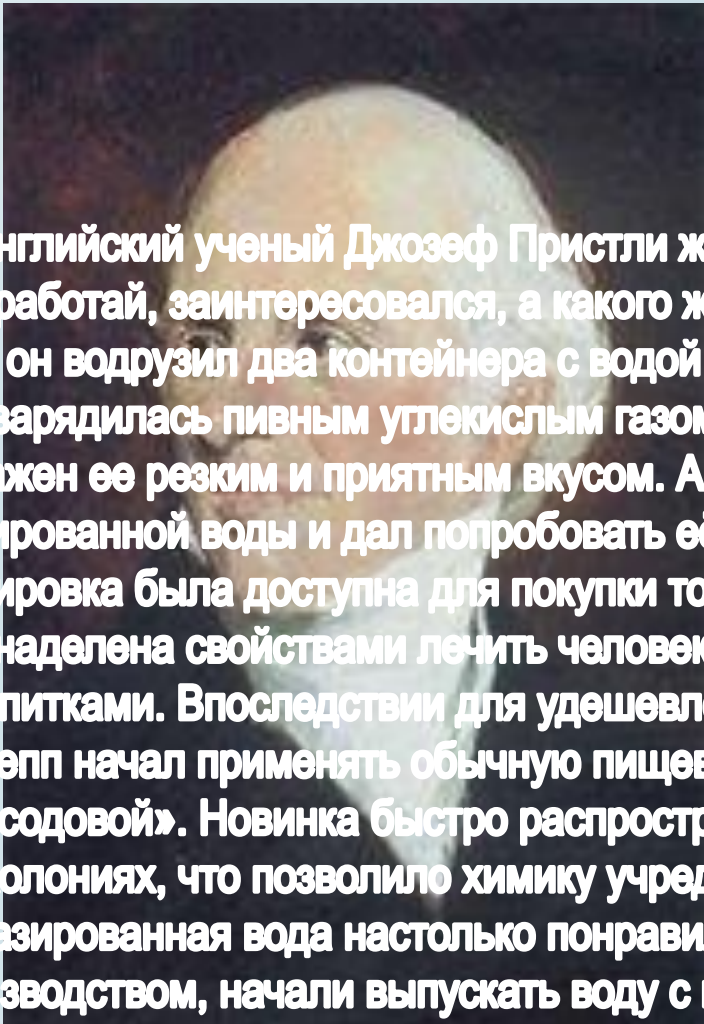 нглийский ученый Джозеф Пристли ж
работай, заинтересовался, а какого ж
он водрузил два контейнера с водой
зарядилась пивным углекислым газом
жен ее резким и приятным вкусом. А
ированной воды и дал попробовать её
ировка была доступна для покупки то
наделена свойствами лечить человек
питками. Впоследствии для удешевле
епп начал применять обычную пищев
содовой». Новинка быстро распростр
олониях, что позволило химику учред
азированная вода настолько понрави
зводством, начали выпускать воду с